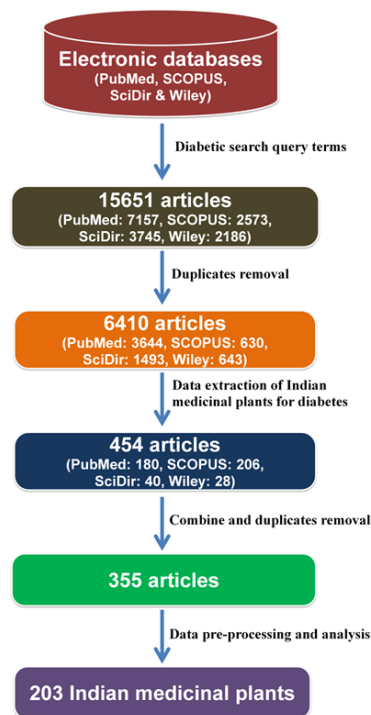 Electronic databases
(PubMed, SCOPUS,
SciDir & Wiley)
Diabetic search query terms
15651 articles
(PubMed: 7157, SCOPUS: 2573,
SciDir: 3745, Wiley: 2186)
Duplicates removal
6410 articles
(PubMed: 3644, SCOPUS: 630,
SciDir: 1493, Wiley: 643)
Data extraction of Indian
medicinal plants for diabetes
454 articles
(PubMed: 180, SCOPUS: 206,
SciDir: 40, Wiley: 28)
Combine and duplicates removal
355 articles
Data pre-processing and analysis
203 Indian medicinal plants